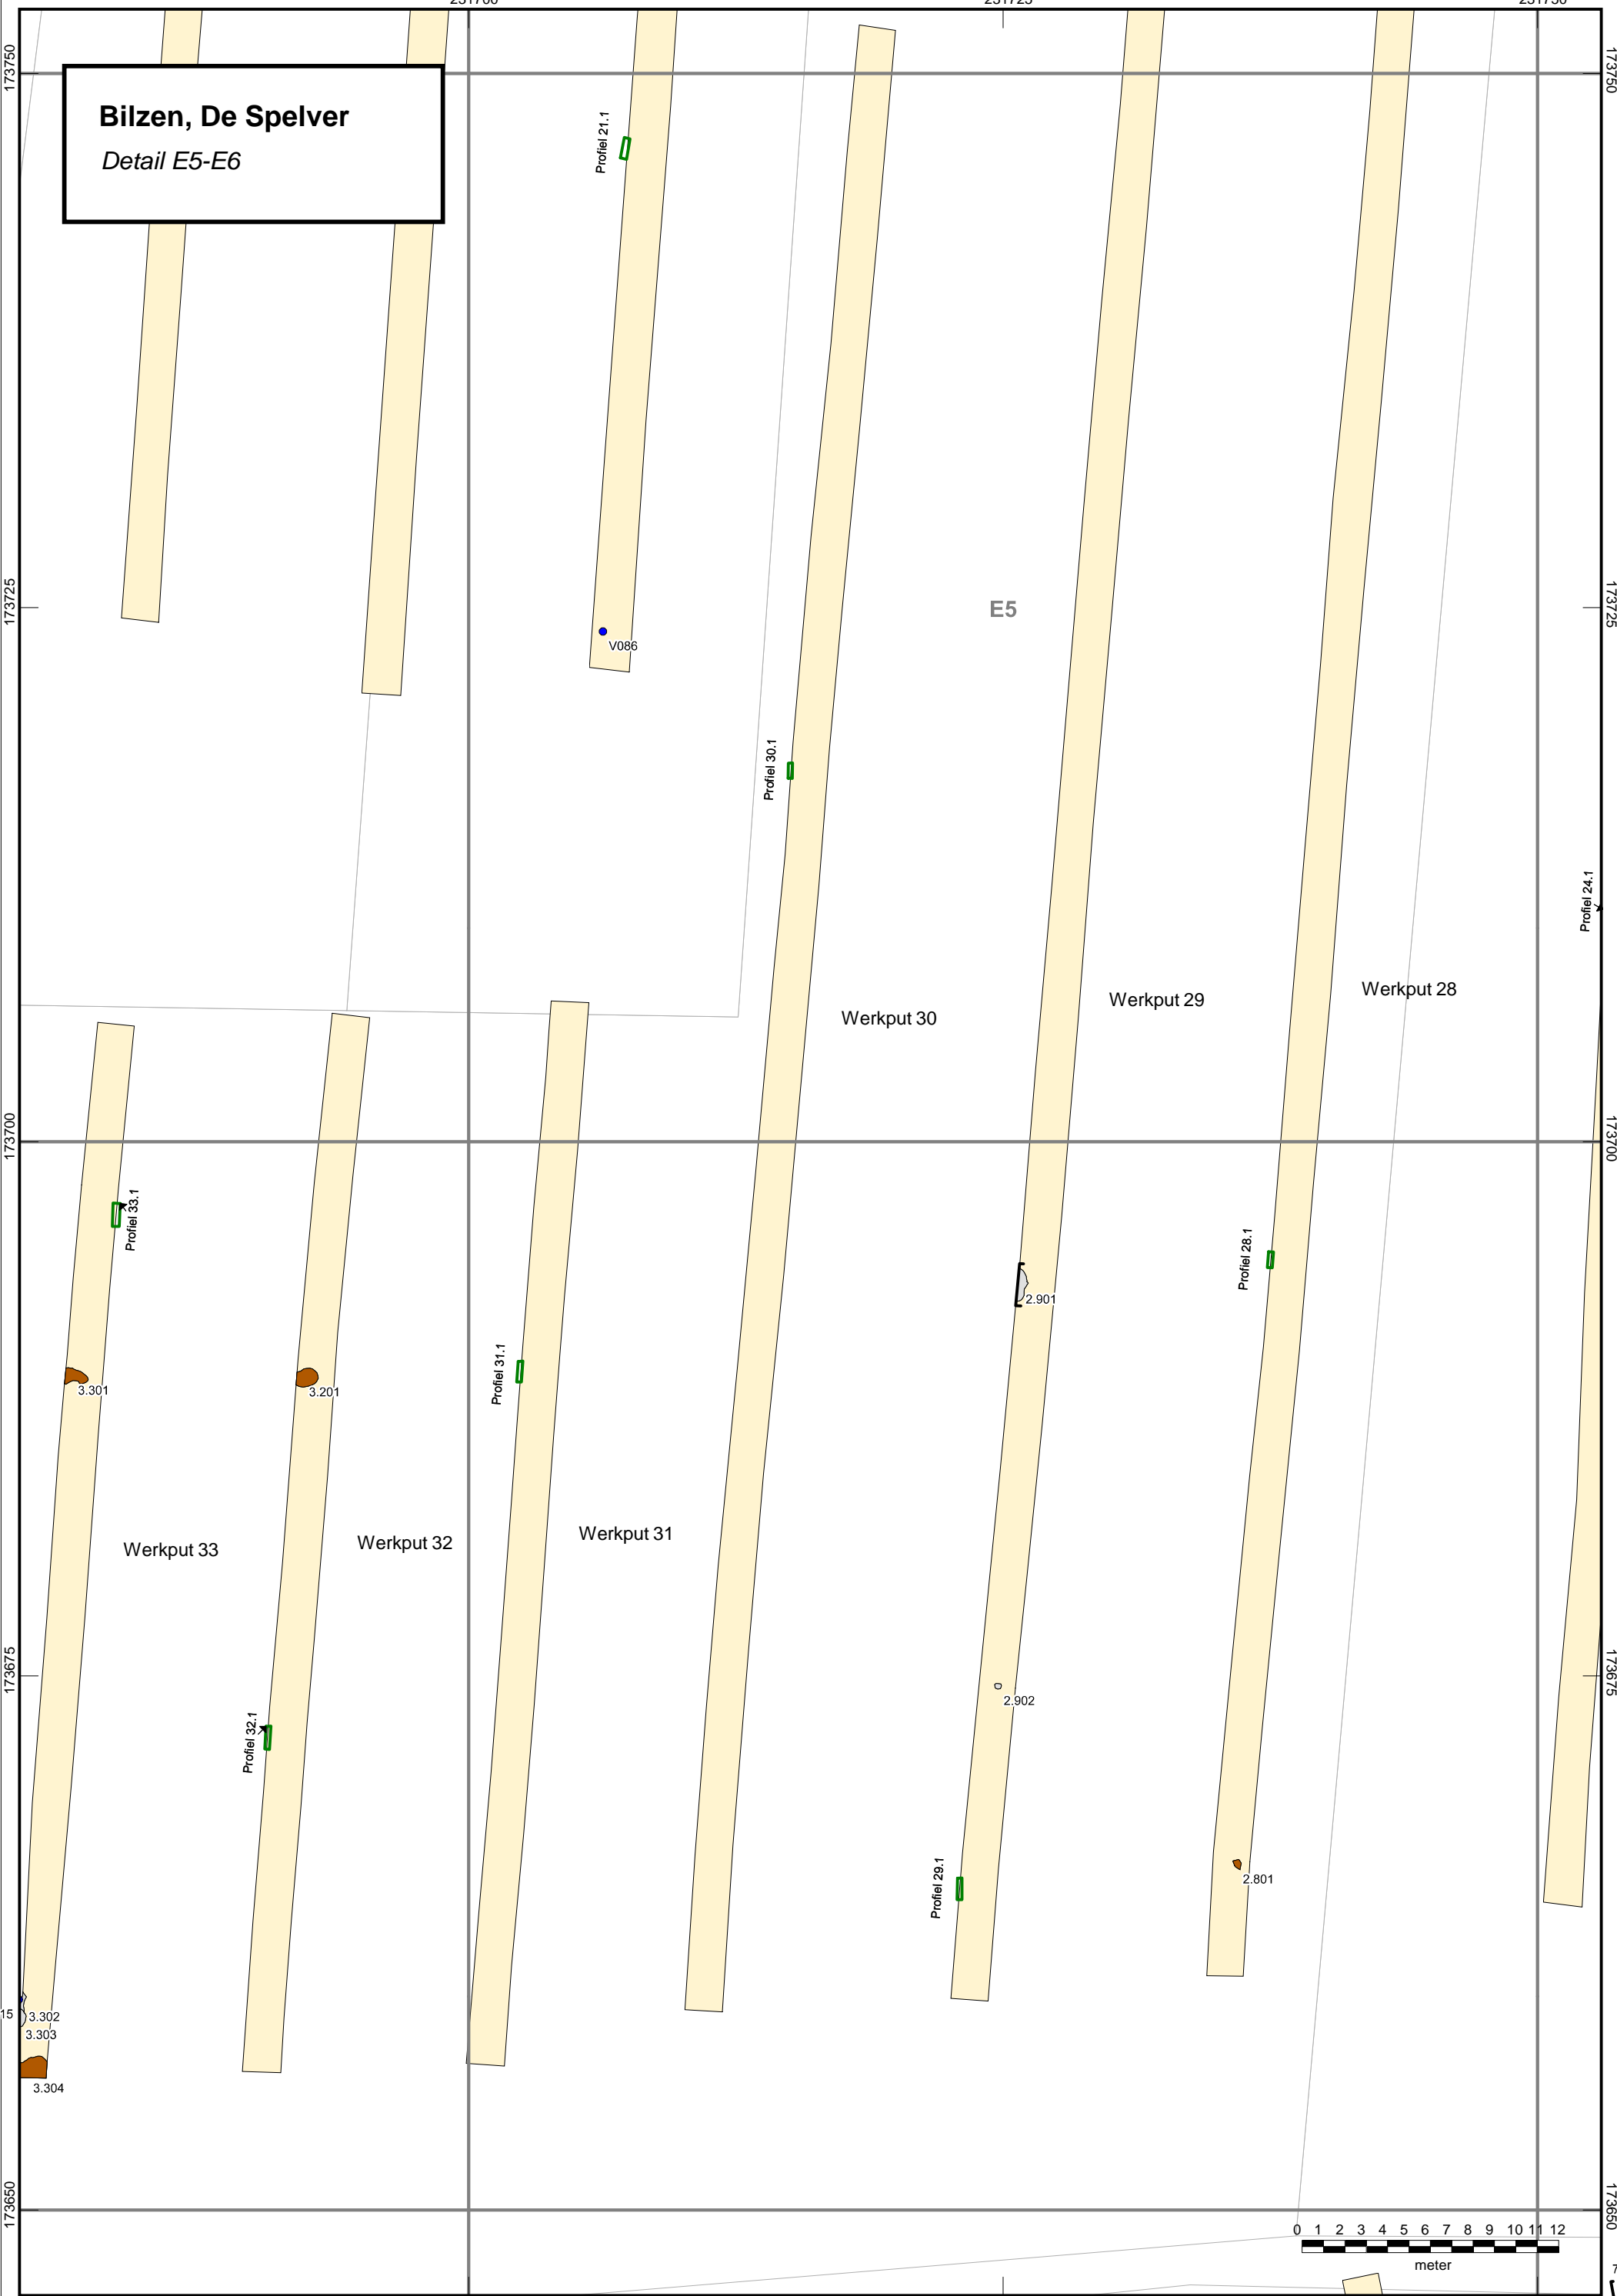 Bilzen, De Spelver
Detail E5-E6
173750
173750
Profiel 21.1
173725
173725
E5
V086
Profiel 30.1
Profiel 24.1
Werkput 28
Werkput 29
Werkput 30
173700
173700
Profiel 33.1
Profiel 28.1
2.901
Profiel 31.1
3.301
3.201
Werkput 31
Werkput 32
Werkput 33
173675
173675
2.902
Profiel 32.1
2.801
Profiel 29.1
15
3.302
3.303
3.304
173650
173650
0 1 2 3 4 5 6 7 8 9 10 11 12
meter